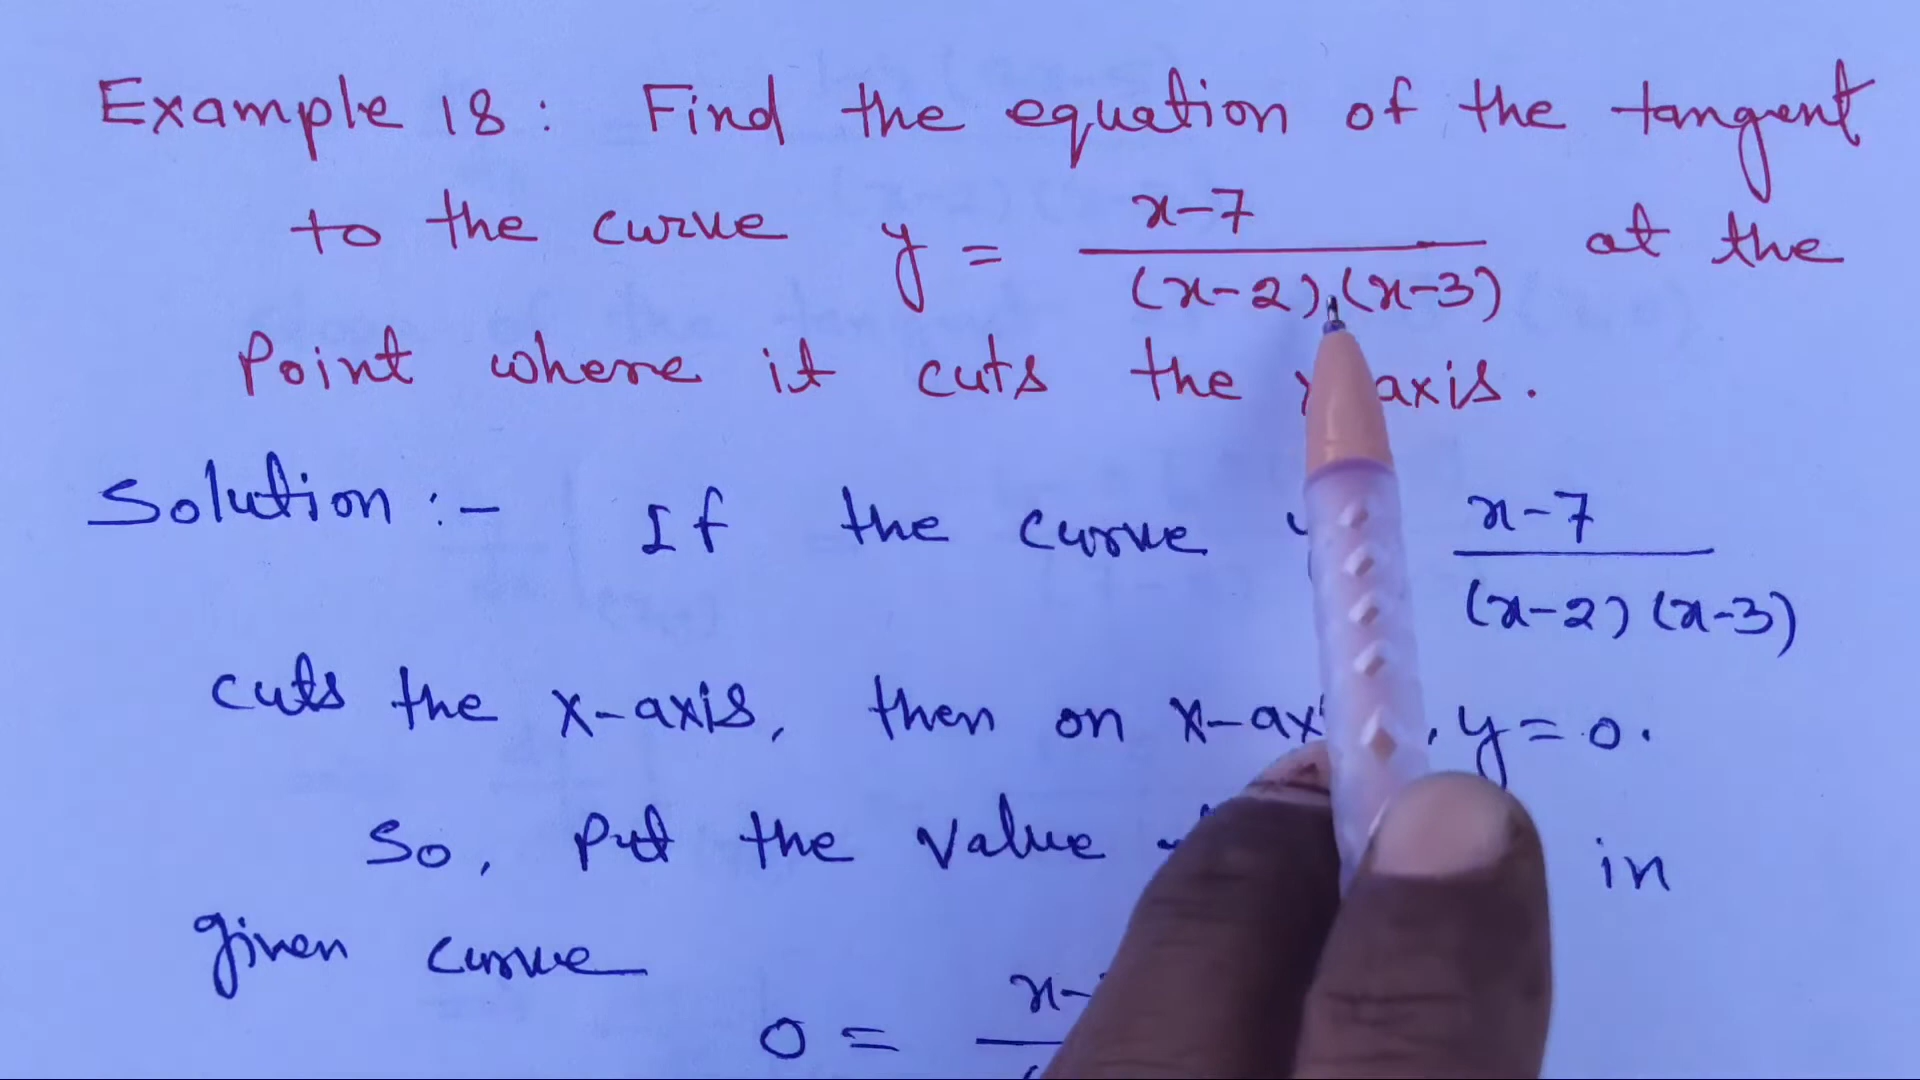 Example 18: Find the equation of the tangent
to the curve y = x-7 / (x-2)(x-3) at the
Point where it cuts the axis.
Solution :- If the curve x-7 / (x-2)(x-3)
cuts the x-axis, then on x-ax , y=0.
So, Put the value in
given curve
0 = x-